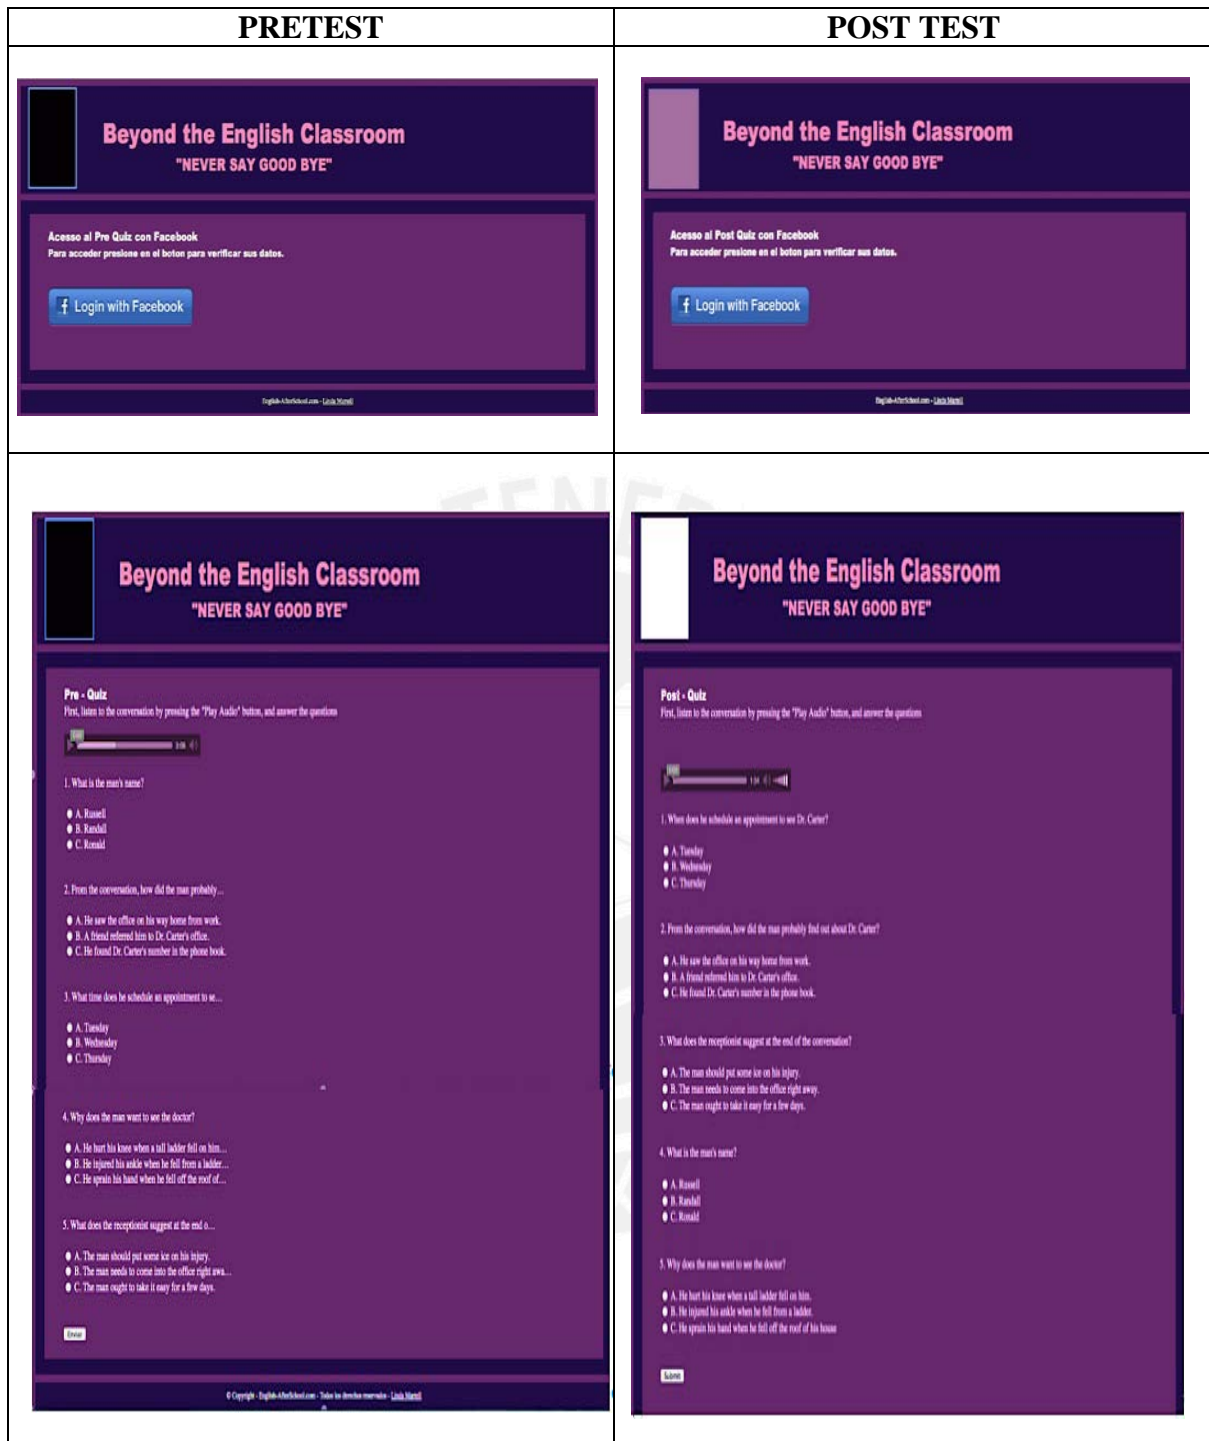 PRETEST
POST TEST
Beyond the English Classroom
"NEVER SAY GOOD BYE"
Acesso al Pre Quiz con Facebook
Para acceder presione en el boton para verificar sus datos.
f Login with Facebook
English-AfterSchool.com - Linda
Beyond the English Classroom
"NEVER SAY GOOD BYE"
Acesso al Post Quiz con Facebook
Para acceder presione en el boton para verificar sus datos.
f Login with Facebook
English-AfterSchool.com - Linda
TENEB
Beyond the English Classroom
"NEVER SAY GOOD BYE"
Pre - Quiz
First, listen to the conversation by pressing the "Play Audio" button, and answer the questions
1. What is the man's name?
A. Russell
B. Randall
C. Ronald
2. From the conversation, how did the man probably...
A. He saw the office on his way home from work.
B. A friend referred him to Dr. Carter's office.
C. He found Dr. Carter's number in the phone book.
3. What time does he schedule an appointment to se...
A. Tuesday
B. Wednesday
C. Thursday
4. Why does the man want to see the doctor?
A. He hurt his knee when a tall ladder fell on him...
B. He injured his ankle when he fell from a ladder...
C. He sprain his hand when he fell off the roof of...
5. What does the receptionist suggest at the end o...
A. The man should put some ice on his injury.
B. The man needs to come into the office right awa...
C. The man ought to take it easy for a few days.
Enviar
© Copyright - English-AfterSchool.com - Todos los derechos reservados - Linda
Beyond the English Classroom
"NEVER SAY GOOD BYE"
Post - Quiz
First, listen to the conversation by pressing the "Play Audio" button, and answer the questions
1. When does he schedule an appointment to see Dr. Carter?
A. Tuesday
B. Wednesday
C. Thursday
2. From the conversation, how did the man probably find out about Dr. Carter?
A. He saw the office on his way home from work.
B. A friend referred him to Dr. Carter's office.
C. He found Dr. Carter's number in the phone book.
3. What does the receptionist suggest at the end of the conversation?
A. The man should put some ice on his injury.
B. The man needs to come into the office right away.
C. The man ought to take it easy for a few days.
4. What is the man's name?
A. Russell
B. Randall
C. Ronald
5. Why does the man want to see the doctor?
A. He hurt his knee when a tall ladder fell on him.
B. He injured his ankle when he fell from a ladder.
C. He sprain his hand when he fell off the roof of his house
Submit